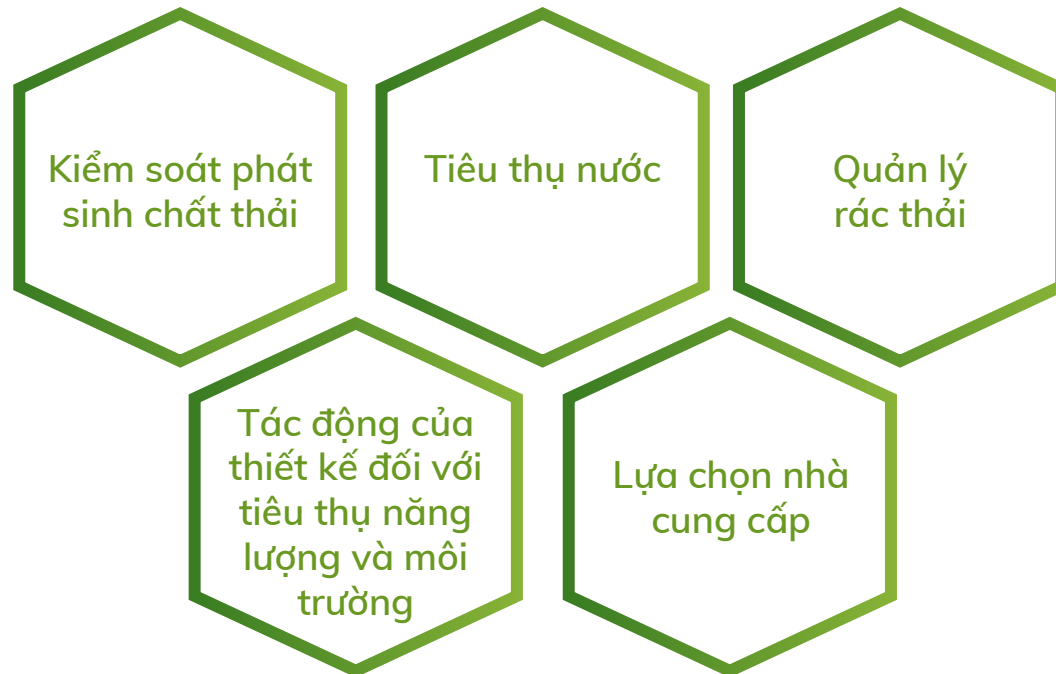 Kiểm soát phát
sinh chất thải
Tiêu thụ nước
Quản lý
rác thải
Tác động của
thiết kế đối với
tiêu thụ năng
lượng và môi
trường
Lựa chọn nhà
cung cấp